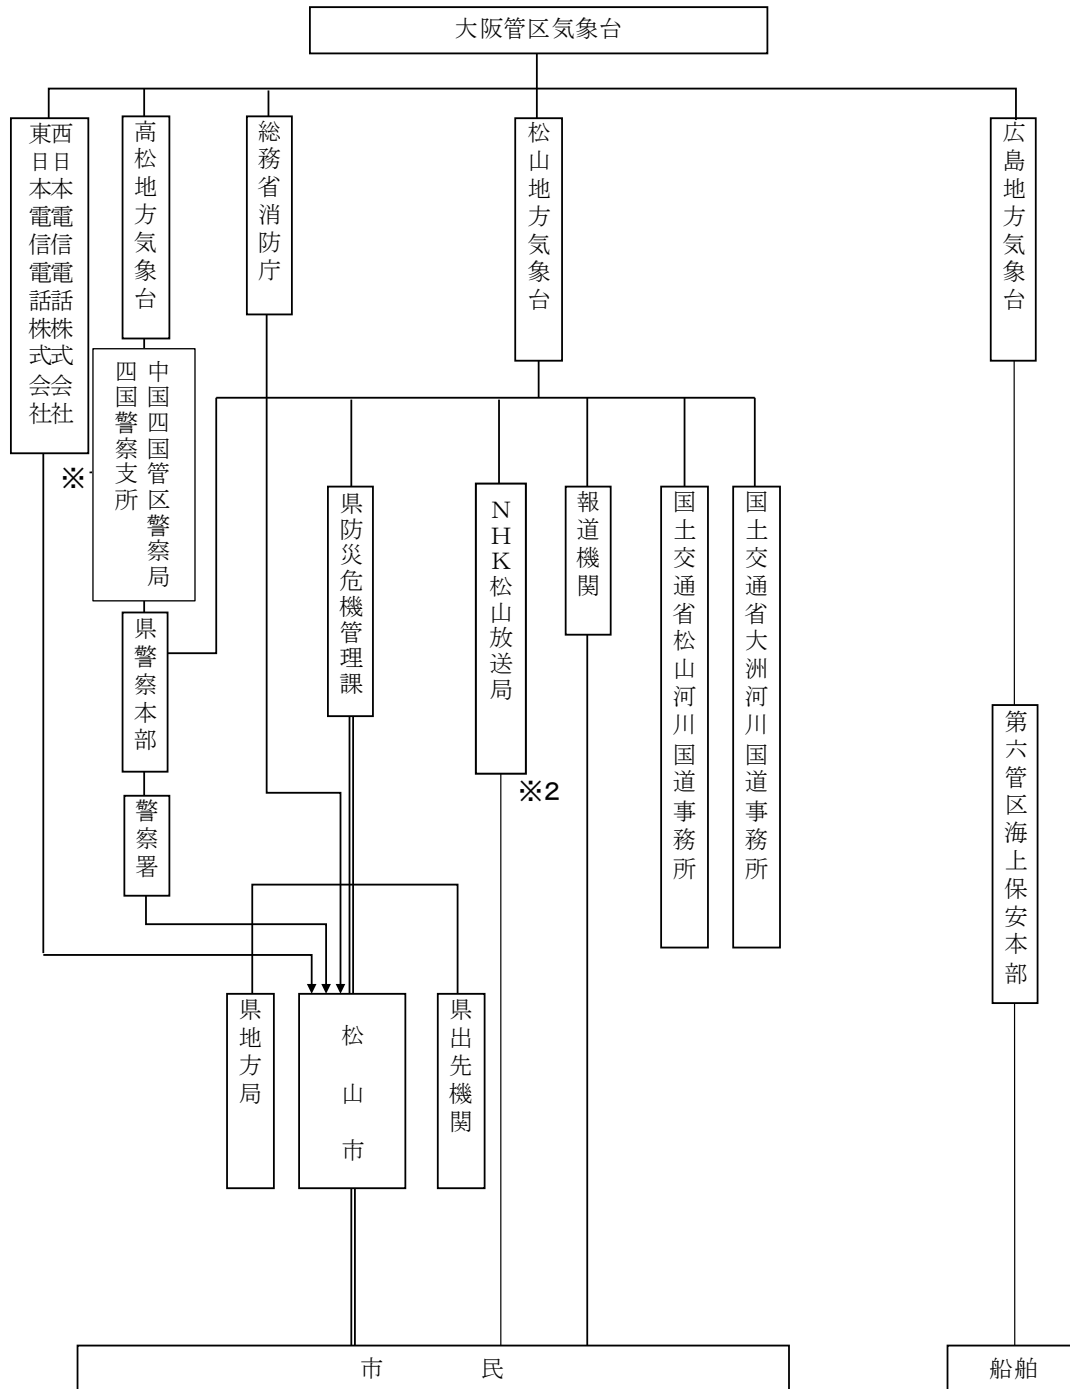 大阪管区気象台
西日本電信電話株式会社
東日本電信電話株式会社
高松地方気象台
総務省消防庁
松山地方気象台
広島地方気象台
※
中国四国管区警察局
四国警察支所
県防災危機管理課
NHK松山放送局
報道機関
国土交通省松山河川国道事務所
国土交通省大洲河川国道事務所
県警察本部
※2
第六管区海上保安本部
警察署
県地方局
松山市
県出先機関
市民
船舶